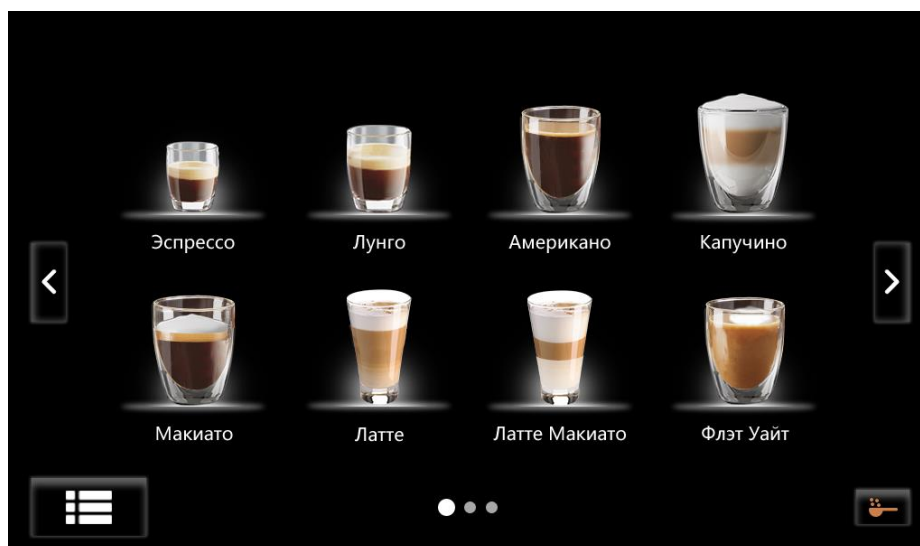 Эспрессо
Лунго
Американо
Капучино
Макиато
Латте
Латте Макиато
Флэт Уайт